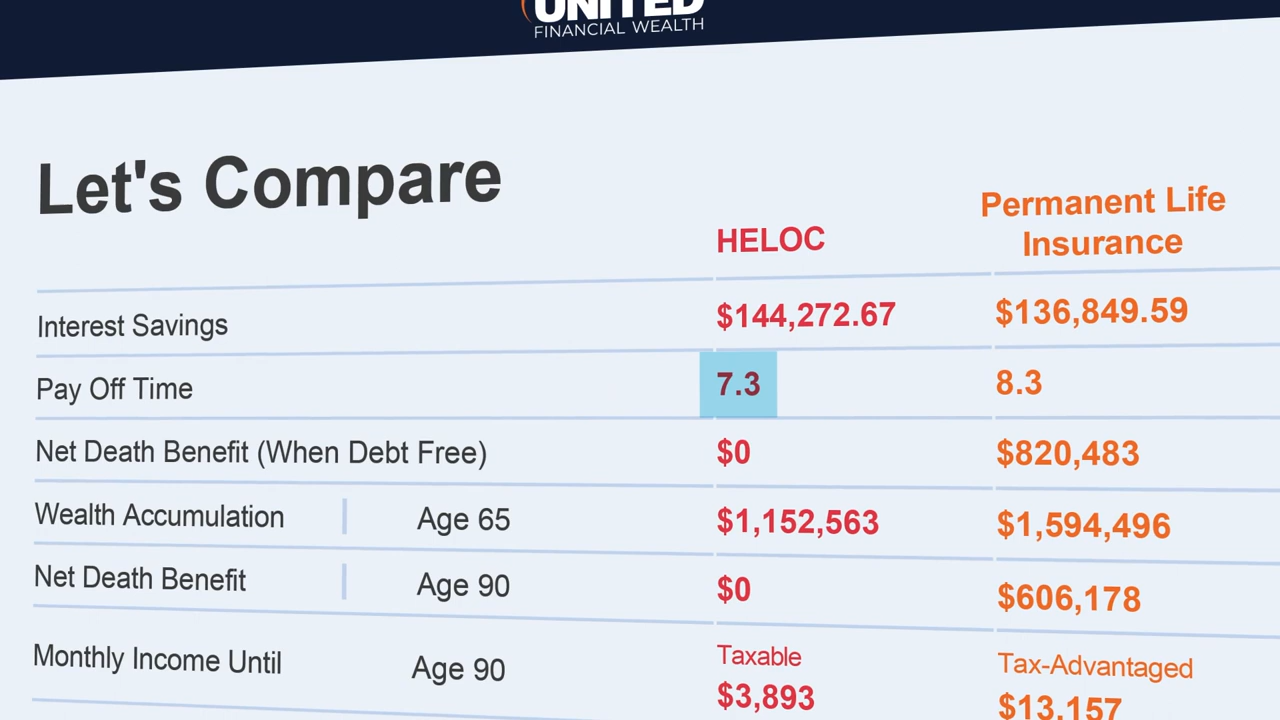 UNITED
FINANCIAL WEALTH
Let's Compare
HELOC
Permanent Life
Insurance
Interest Savings $144,272.67 $136,849.59
Pay Off Time 7.3 8.3
Net Death Benefit (When Debt Free) $0 $820,483
Wealth Accumulation Age 65 $1,152,563 $1,594,496
Net Death Benefit Age 90 $0 $606,178
Monthly Income Until Age 90 Taxable Tax-Advantaged
$3,893 $13,157